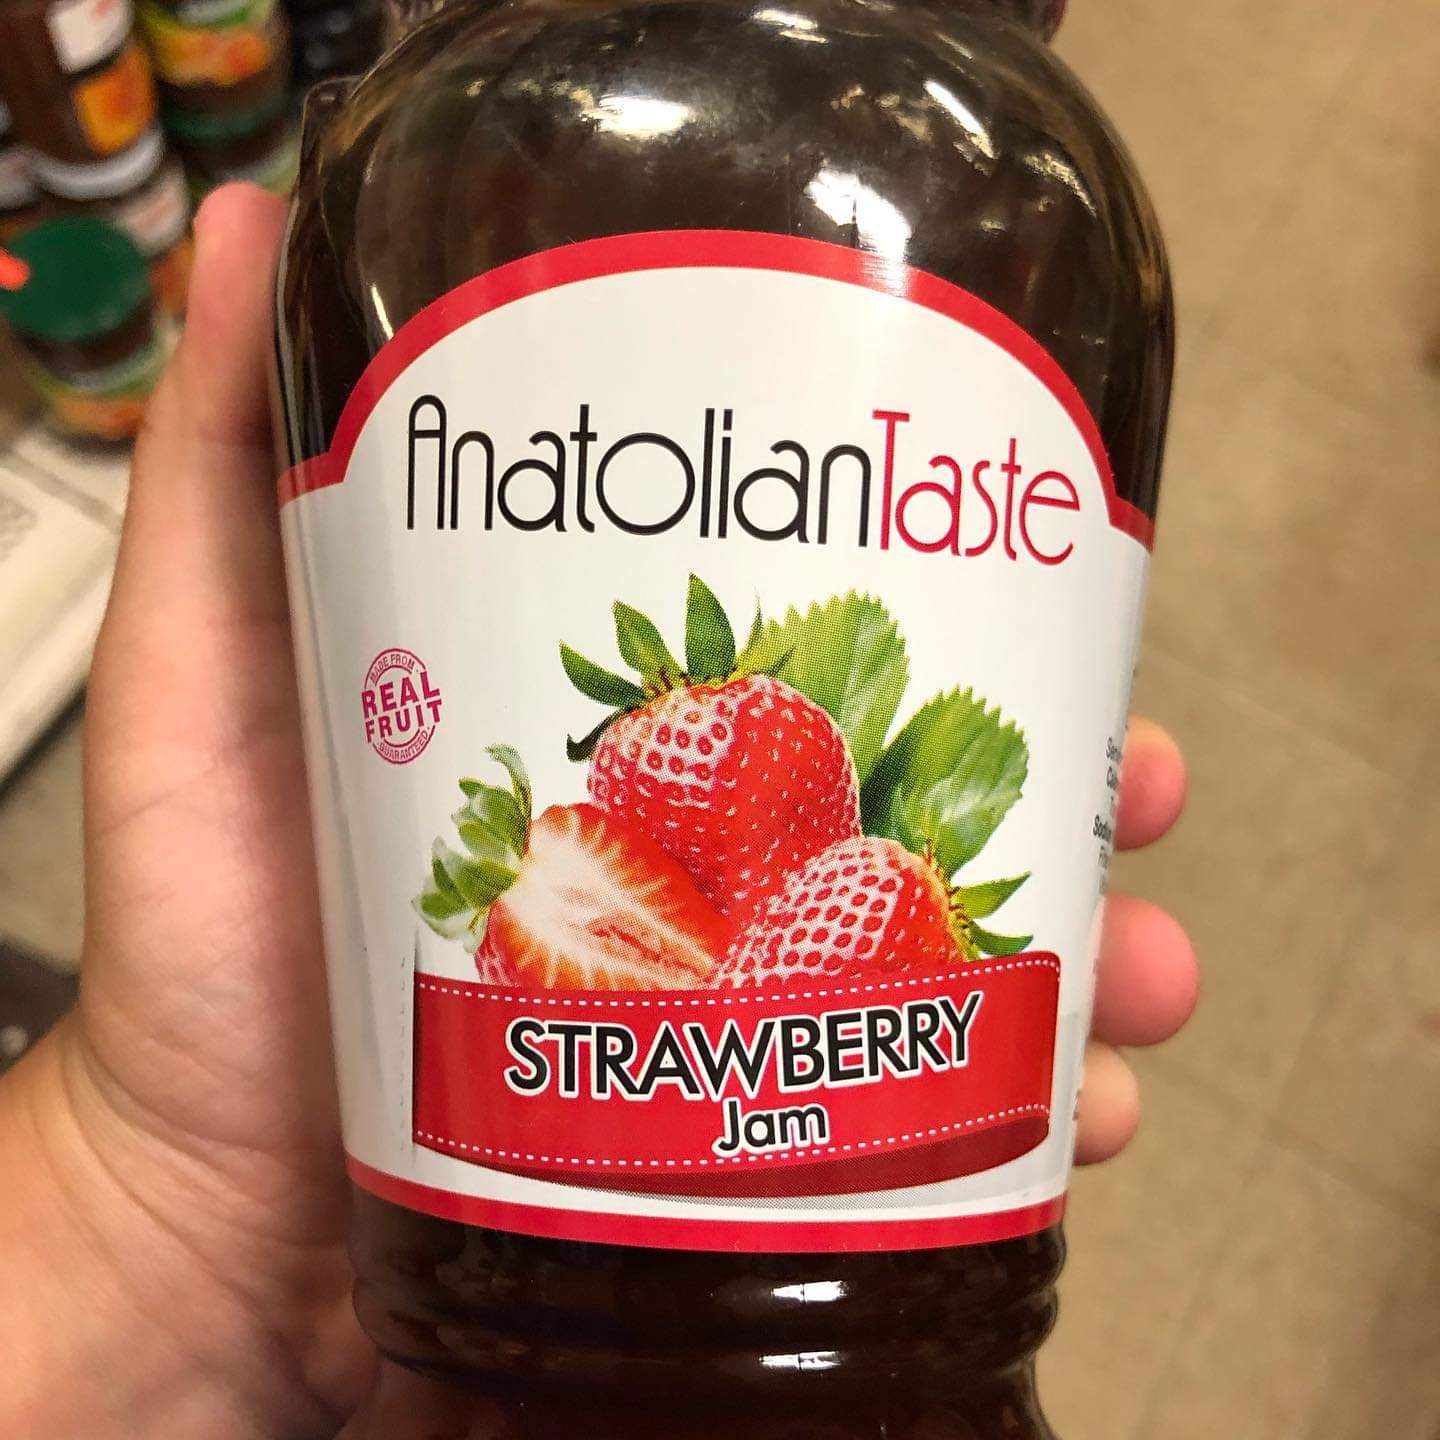 AnatolianTaste
MADE FROM
REAL
FRUIT
GUARANTEED
STRAWBERRY
Jam